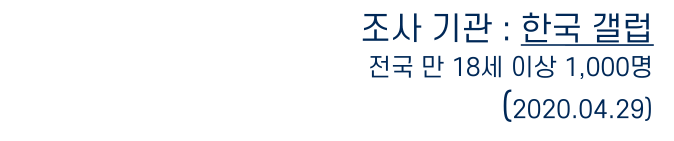 조사 기관 : 한국 갤럽
전국 만 18세 이상 1,000명
(2020.04.29)